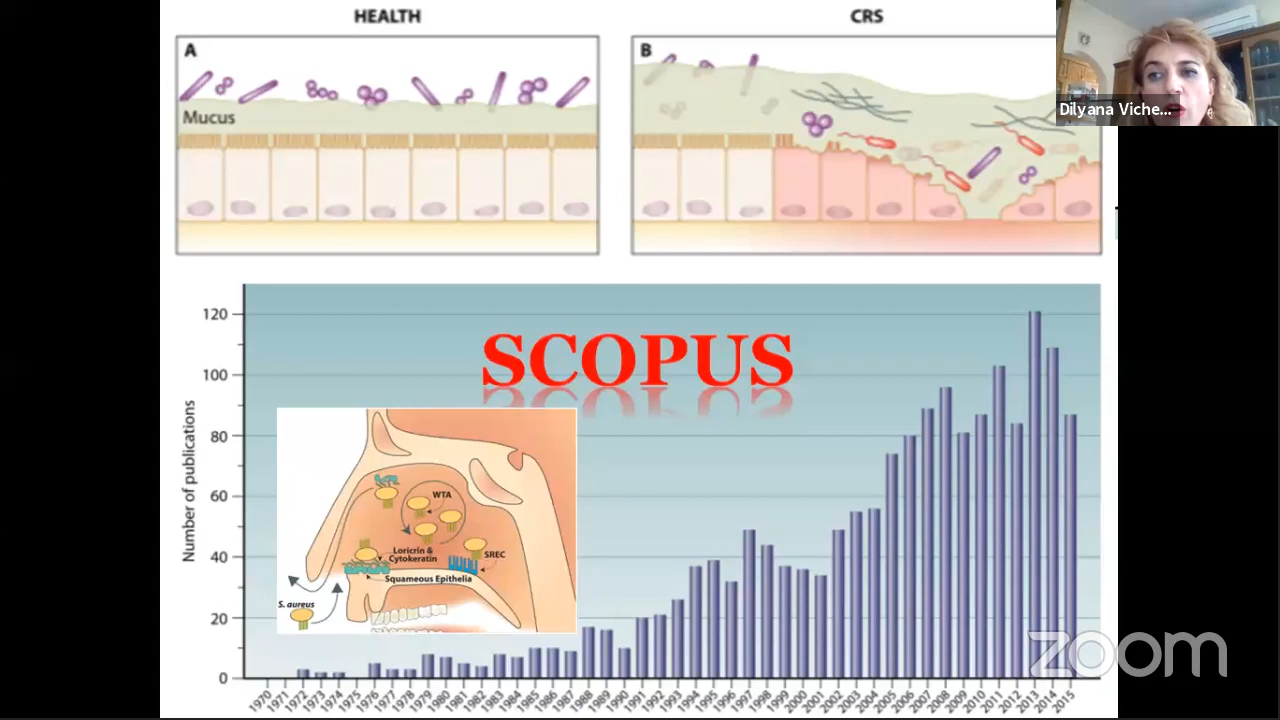 HEALTH
CRS
A
B
Mucus
Dilyana Viche...
SCOPUS
Number of publications
120
100
80
60
40
20
0
WTA
Loricrin &
Cytokeratin
SREC
Squameous Epithelia
S. aureus
1970 1971 1972 1973 1974 1975 1976 1977 1978 1979 1980 1981 1982 1983 1984 1985 1986 1987 1988 1989 1990 1991 1992 1993 1994 1995 1996 1997 1998 1999 2000 2001 2002 2003 2004 2005 2006 2007 2008 2009 2010 2011 2012 2013 2014 2015
zoom